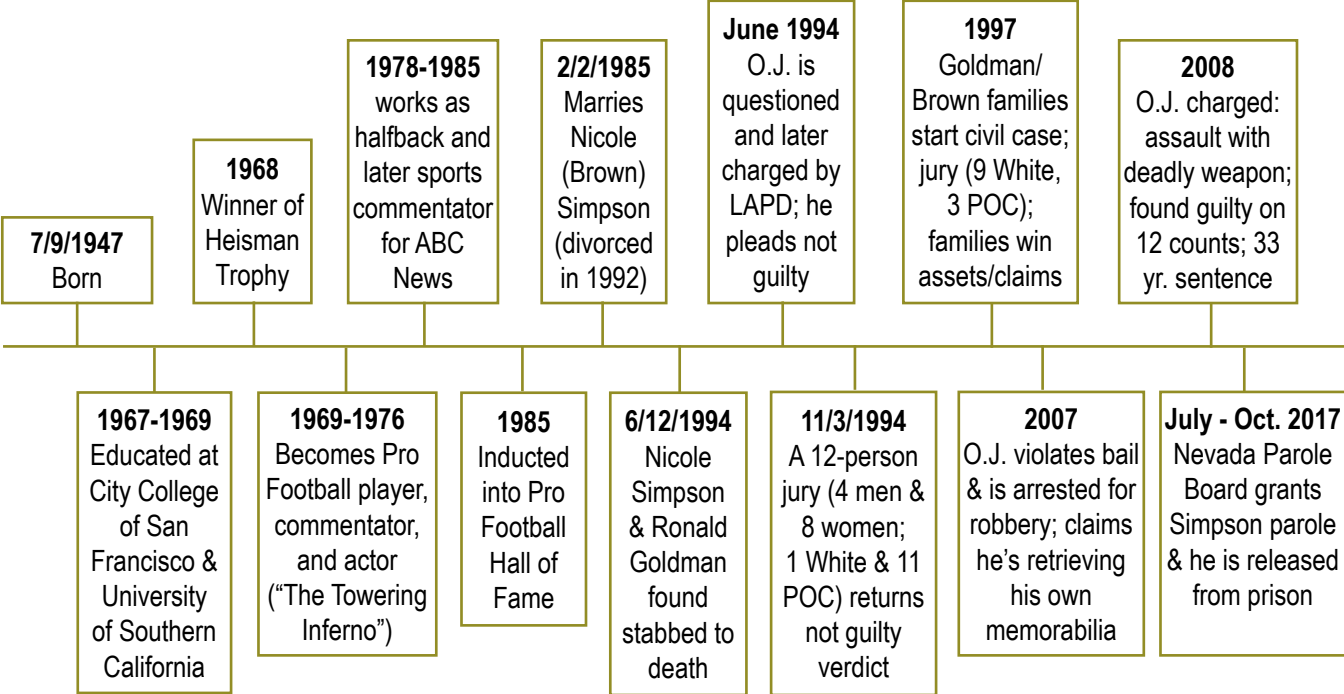 7/9/1947
Born
1967-1969
Educated at
City College
of San
Francisco &
University
of Southern
California
1968
Winner of
Heisman
Trophy
1969-1976
Becomes Pro
Football player,
commentator,
and actor
(“The Towering
Inferno”)
1978-1985
works as
halfback and
later sports
commentator
for ABC
News
1985
Inducted
into Pro
Football
Hall of
Fame
2/2/1985
Marries
Nicole
(Brown)
Simpson
(divorced
in 1992)
6/12/1994
Nicole
Simpson
& Ronald
Goldman
found
stabbed to
death
June 1994
O.J. is
questioned
and later
charged by
LAPD; he
pleads not
guilty
11/3/1994
A 12-person
jury (4 men &
8 women;
1 White & 11
POC) returns
not guilty
verdict
1997
Goldman/
Brown families
start civil case;
jury (9 White,
3 POC);
families win
assets/claims
2007
O.J. violates bail
& is arrested for
robbery; claims
he’s retrieving
his own
memorabilia
2008
O.J. charged:
assault with
deadly weapon;
found guilty on
12 counts; 33
yr. sentence
July - Oct. 2017
Nevada Parole
Board grants
Simpson parole
& he is released
from prison